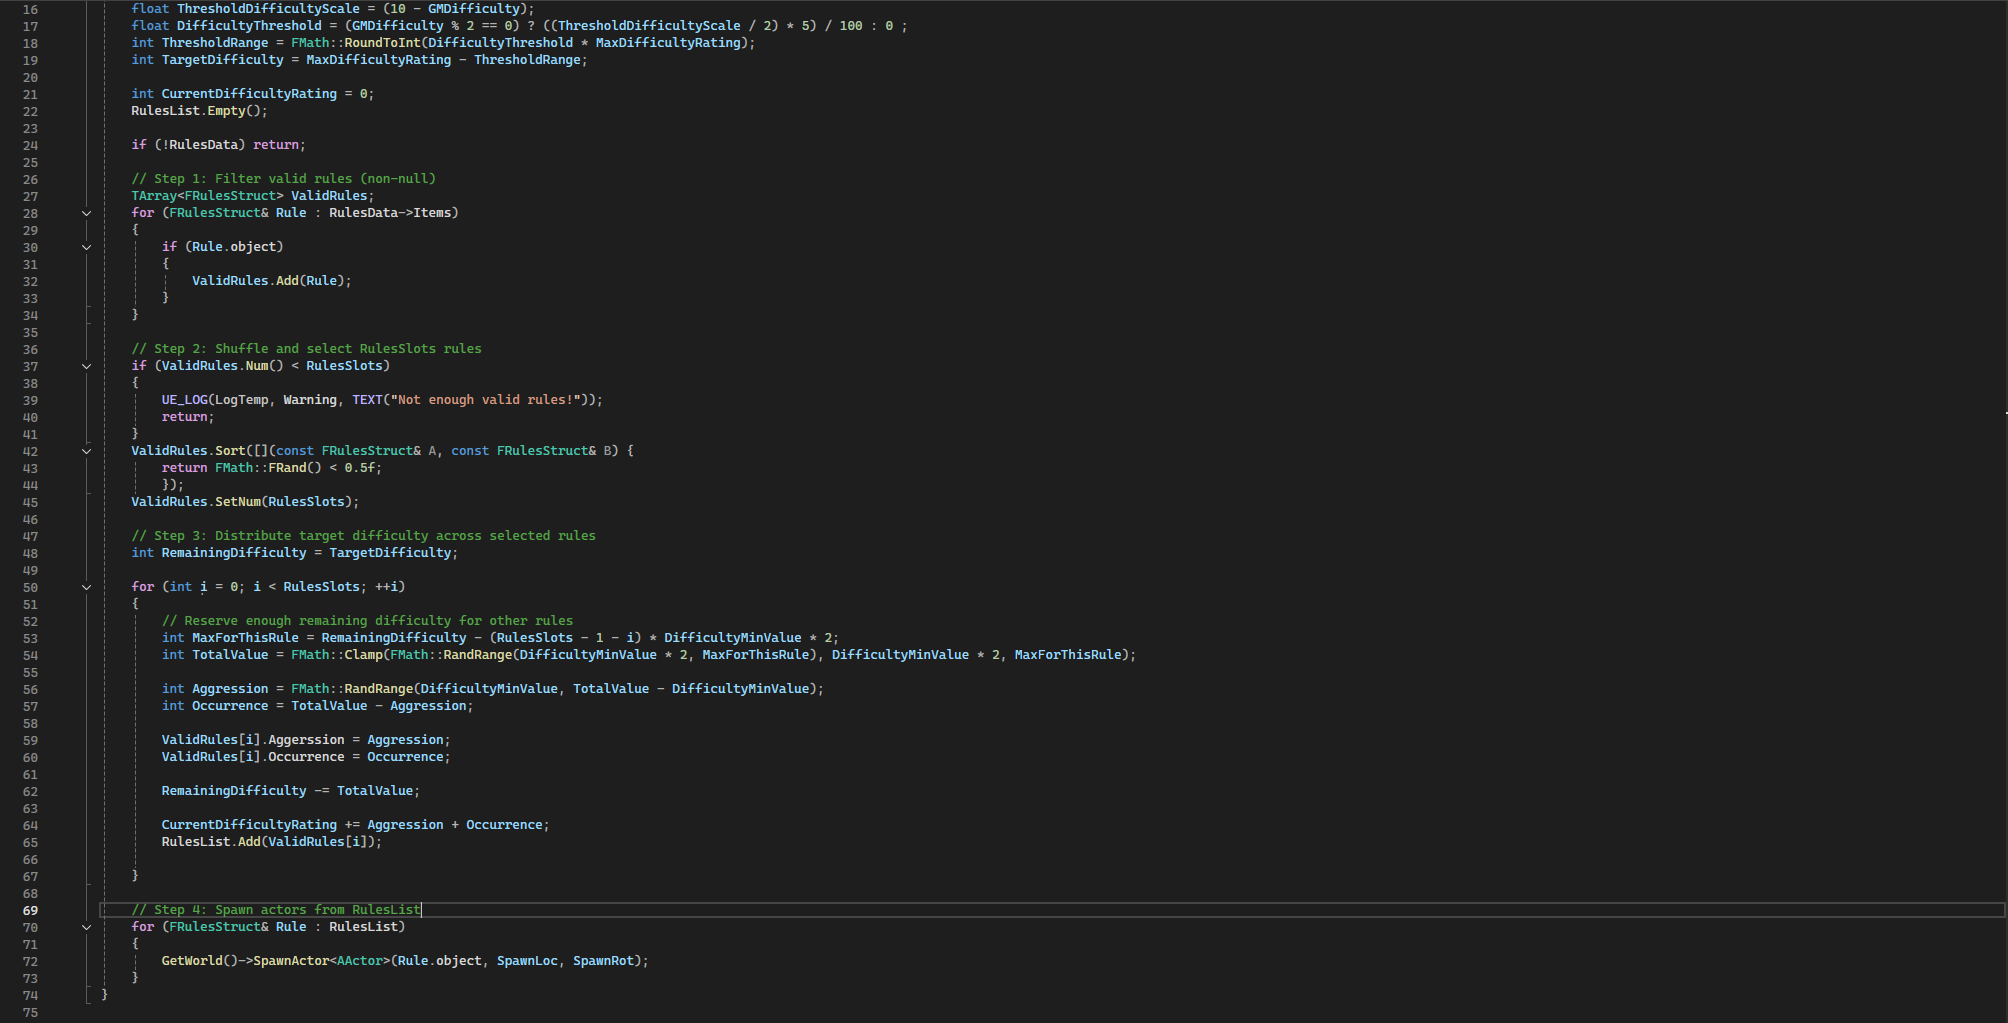 16 float ThresholdDifficultyScale = (10 - GMDifficulty);
17 float DifficultyThreshold = (GMDifficulty % 2 == 0) ? ((ThresholdDifficultyScale / 2) * 5) / 100 : 0 ;
18 int ThresholdRange = FMath::RoundToInt(DifficultyThreshold * MaxDifficultyRating);
19 int TargetDifficulty = MaxDifficultyRating - ThresholdRange;
20
21 int CurrentDifficultyRating = 0;
22 RulesList.Empty();
23
24 if (!RulesData) return;
25
26 // Step 1: Filter valid rules (non-null)
27 TArray<FRulesStruct> ValidRules;
28 for (FRulesStruct& Rule : RulesData->Items)
29 {
30 if (Rule.object)
31 {
32 ValidRules.Add(Rule);
33 }
34 }
35
36 // Step 2: Shuffle and select RulesSlots rules
37 if (ValidRules.Num() < RulesSlots)
38 {
39 UE_LOG(LogTemp, Warning, TEXT("Not enough valid rules!"));
40 return;
41 }
42 ValidRules.Sort([](const FRulesStruct& A, const FRulesStruct& B) {
43 return FMath::FRand() < 0.5f;
44 });
45 ValidRules.SetNum(RulesSlots);
46
47 // Step 3: Distribute target difficulty across selected rules
48 int RemainingDifficulty = TargetDifficulty;
49
50 for (int i = 0; i < RulesSlots; ++i)
51 {
52 // Reserve enough remaining difficulty for other rules
53 int MaxForThisRule = RemainingDifficulty - (RulesSlots - 1 - i) * DifficultyMinValue * 2;
54 int TotalValue = FMath::Clamp(FMath::RandRange(DifficultyMinValue * 2, MaxForThisRule), DifficultyMinValue * 2, MaxForThisRule);
55
56 int Aggression = FMath::RandRange(DifficultyMinValue, TotalValue - DifficultyMinValue);
57 int Occurrence = TotalValue - Aggression;
58
59 ValidRules[i].Aggerssion = Aggression;
60 ValidRules[i].Occurrence = Occurrence;
61
62 RemainingDifficulty -= TotalValue;
63
64 CurrentDifficultyRating += Aggression + Occurrence;
65 RulesList.Add(ValidRules[i]);
66
67 }
68
69 // Step 4: Spawn actors from RulesList
70 for (FRulesStruct& Rule : RulesList)
71 {
72 GetWorld()->SpawnActor<AActor>(Rule.object, SpawnLoc, SpawnRot);
73 }
74 }
75